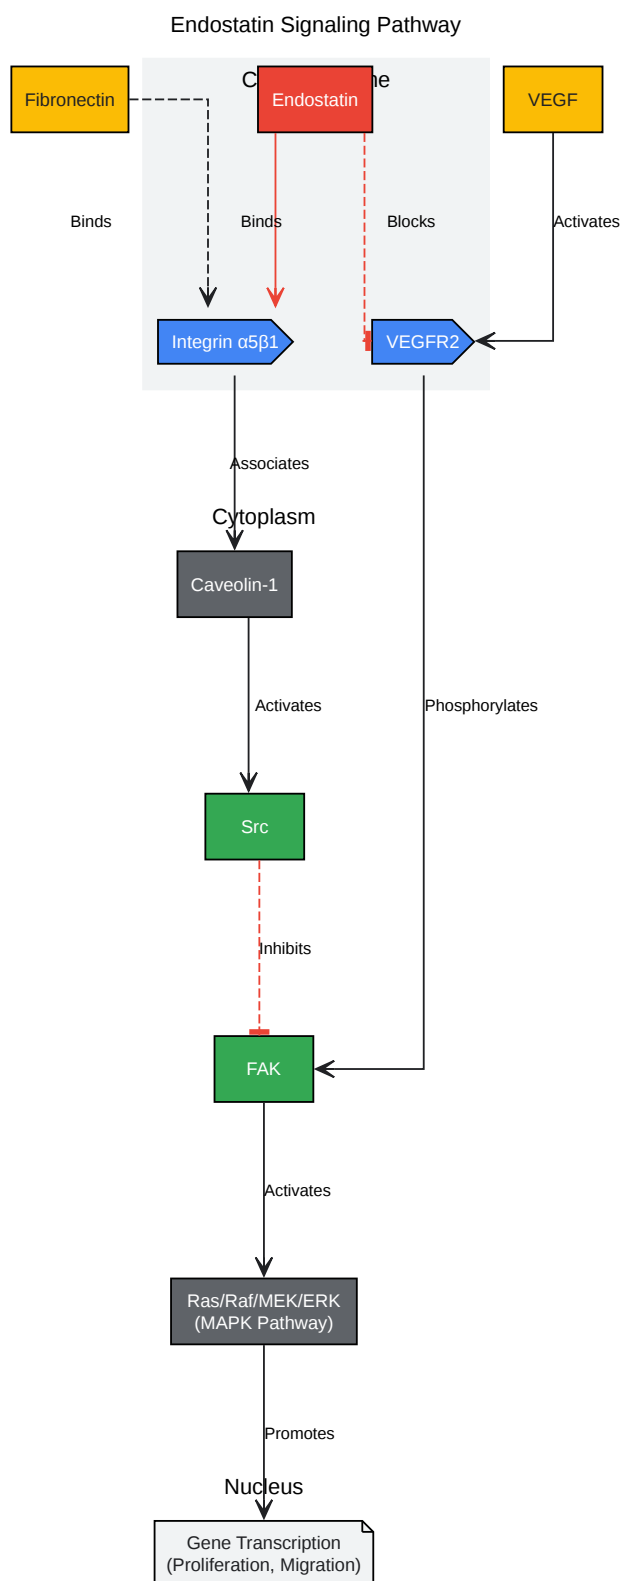 Endostatin Signaling Pathway
Fibronectin
Endostatin
VEGF
Binds
Binds
Blocks
Activates
Integrin α5β1
VEGFR2
Associates
Cytoplasm
Caveolin-1
Activates
Phosphorylates
Src
Inhibits
FAK
Activates
Ras/Raf/MEK/ERK
(MAPK Pathway)
Promotes
Nucleus
Gene Transcription
(Proliferation, Migration)